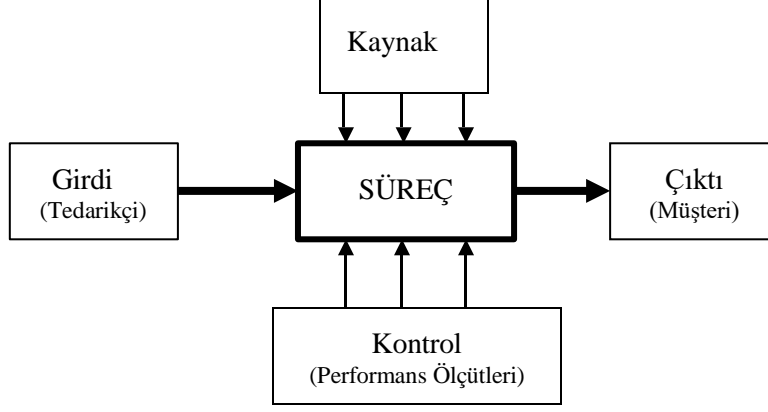 Kaynak
Girdi
(Tedarikçi)
SÜREÇ
Çıktı
(Müşteri)
Kontrol
(Performans Ölçütleri)